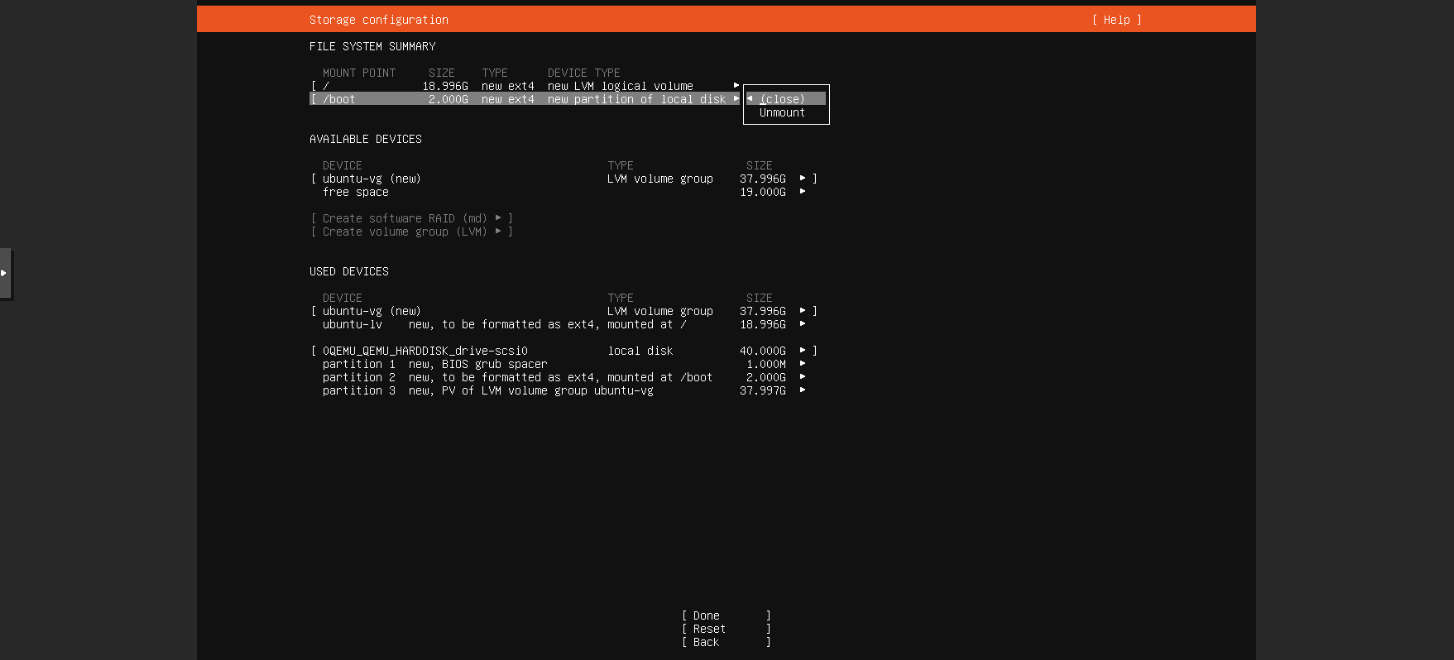 Storage configuration [ Help ]
FILE SYSTEM SUMMARY
MOUNT POINT SIZE TYPE DEVICE TYPE
[ / 18.996G new ext4 new LVM logical volume ▸
[ /boot 2.000G new ext4 new partition of local disk ▸ ◂ (close)
Unmount
AVAILABLE DEVICES
DEVICE TYPE SIZE
[ ubuntu-vg (new) LVM volume group 37.996G ▸ ]
free space 19.000G ▸
[ Create software RAID (md) ▸ ]
[ Create volume group (LVM) ▸ ]
USED DEVICES
DEVICE TYPE SIZE
[ ubuntu-vg (new) LVM volume group 37.996G ▸ ]
ubuntu-lv new, to be formatted as ext4, mounted at / 18.996G ▸
[ 0QEMU_QEMU_HARDDISK_drive-scsi0 local disk 40.000G ▸ ]
partition 1 new, BIOS grub spacer 1.000M ▸
partition 2 new, to be formatted as ext4, mounted at /boot 2.000G ▸
partition 3 new, PV of LVM volume group ubuntu-vg 37.997G ▸
[ Done ]
[ Reset ]
[ Back ]